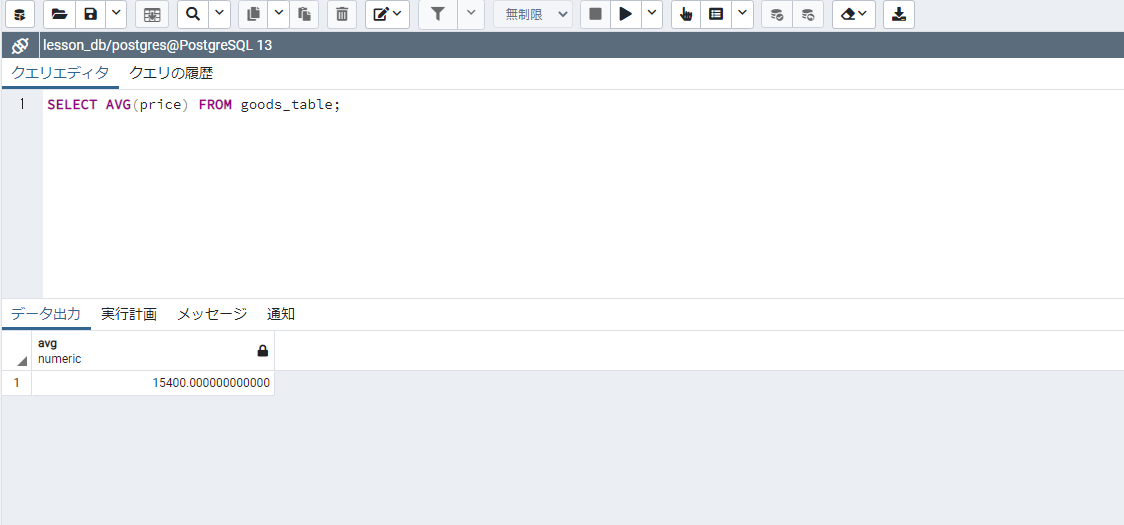 無制限
lesson_db/postgres@PostgreSQL 13
クエリエディタ クエリの履歴
1 SELECT AVG(price) FROM goods_table;
データ出力 実行計画 メッセージ 通知
avg
numeric
1 15400.000000000000